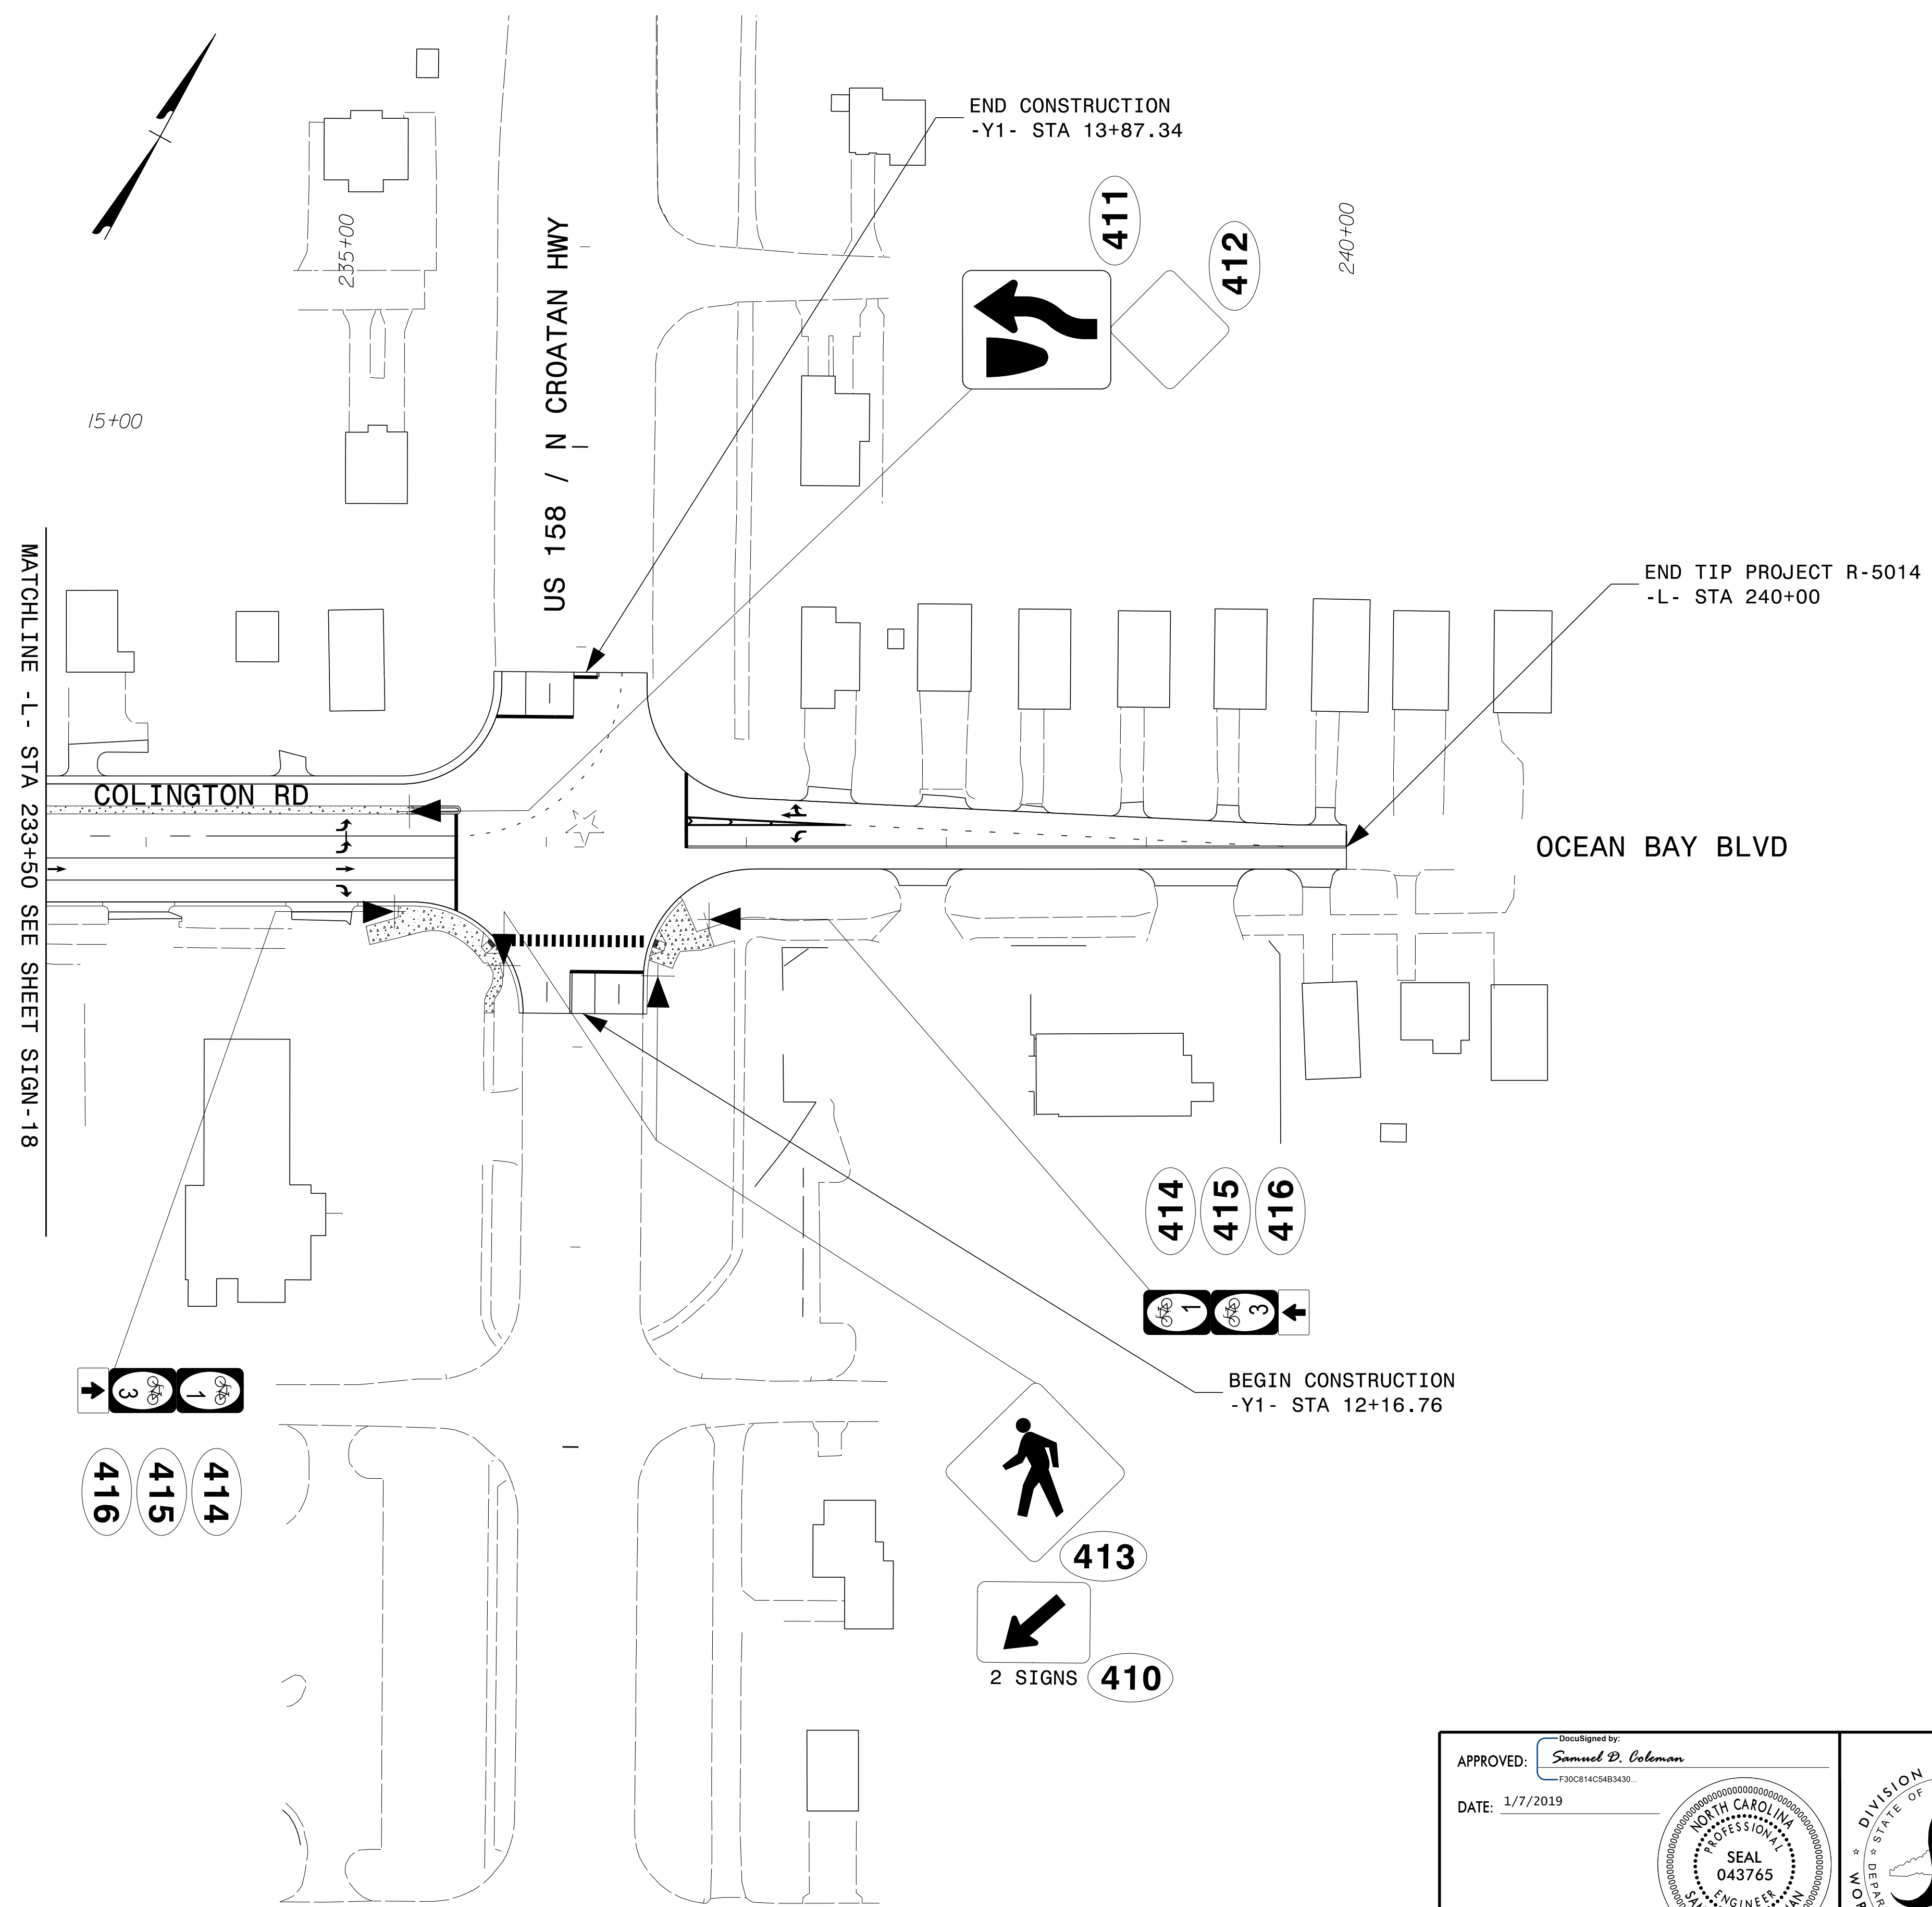 END CONSTRUCTION
-Y1- STA 13+87.34
411
412
235+00
240+00
15+00
US 158 / N CROATAN HWY
MATCHLINE -L- STA 233+50 SEE SHEET SIGN-18
END TIP PROJECT R-5014
-L- STA 240+00
COLINGTON RD
OCEAN BAY BLVD
414
415
416
1
3
BEGIN CONSTRUCTION
-Y1- STA 12+16.76
3
1
416
415
414
413
2 SIGNS
410
APPROVED:
DocuSigned by:
Samuel D. Coleman
F30C814C54B3430...
DATE: 1/7/2019
NORTH CAROLINA
PROFESSIONAL
SEAL
043765
ENGINEER
DIVISION
STATE OF